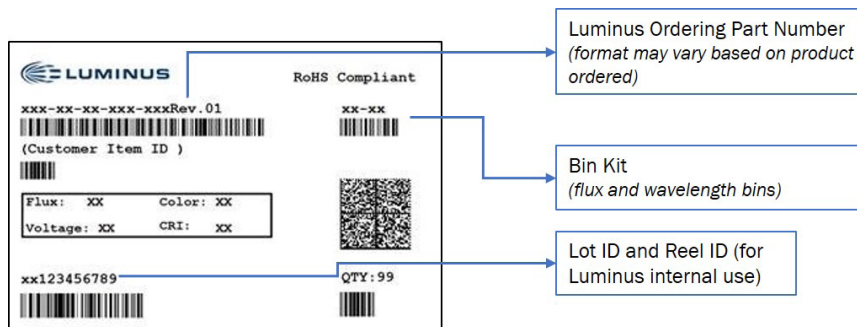 LUMINUS
RoHS Compliant
xxx-xx-xx-xxx-xxxRev.01
xx-xx
(Customer Item ID )
Flux: XX Color: XX
Voltage: XX CRI: XX
xx123456789
QTY:99
Luminus Ordering Part Number
(format may vary based on product
ordered)
Bin Kit
(flux and wavelength bins)
Lot ID and Reel ID (for
Luminus internal use)